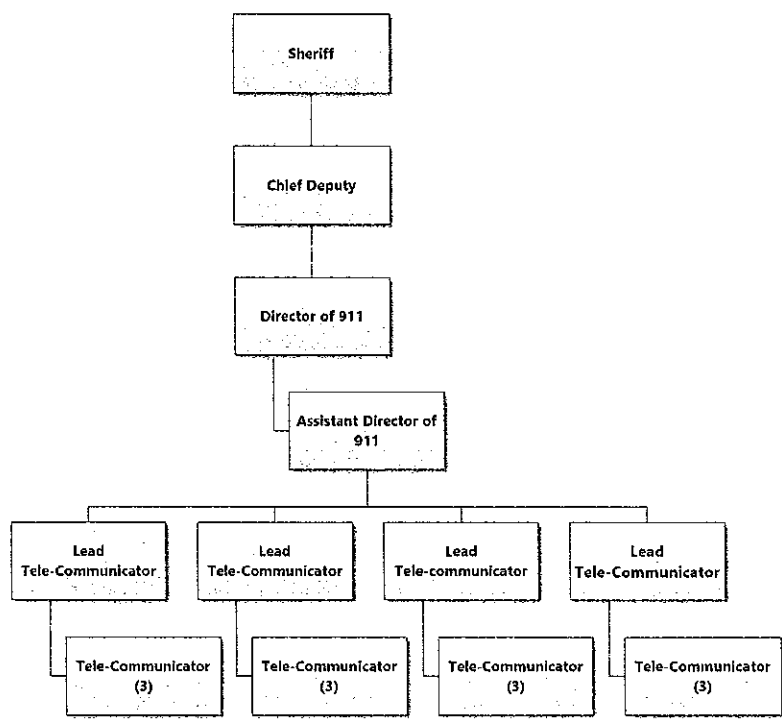 Sheriff
Chief Deputy
Director of 911
Assistant Director of
911
Lead
Tele-Communicator
Lead
Tele-Communicator
Lead
Tele-communicator
Lead
Tele-Communicator
Tele-Communicator
(3)
Tele-Communicator
(3)
Tele-Communicator
(3)
Tele-Communicator
(3)